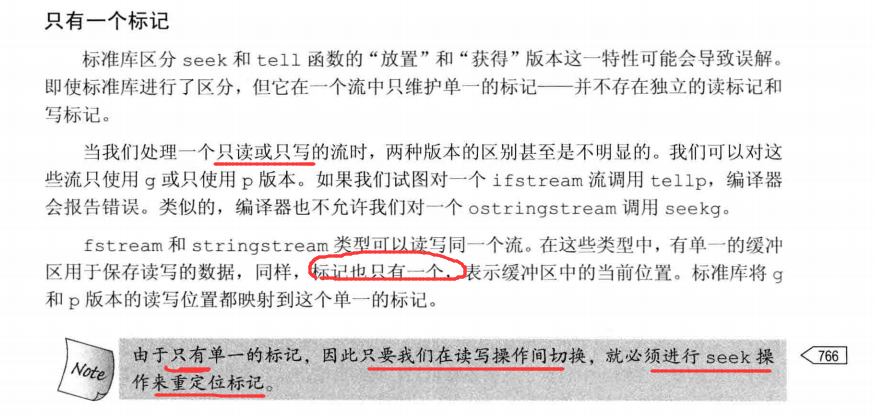 只有一个标记
标准库区分 seek 和 tell 函数的“放置”和“获得”版本这一特性可能会导致误解。
即使标准库进行了区分，但它在一个流中只维护单一的标记——并不存在独立的读标记和
写标记。
当我们处理一个只读或只写的流时，两种版本的区别甚至是不明显的。我们可以对这
些流只使用 g 或只使用 p 版本。如果我们试图对一个 ifstream 流调用 tellp，编译器
会报告错误。类似的，编译器也不允许我们对一个 ostringstream 调用 seekg。
fstream 和 stringstream 类型可以读写同一个流。在这些类型中，有单一的缓冲
区用于保存读写的数据，同样，标记也只有一个，表示缓冲区中的当前位置。标准库将 g
和 p 版本的读写位置都映射到这个单一的标记。
Note
由于只有单一的标记，因此只要我们在读写操作间切换，就必须进行 seek 操
作来重定位标记。
766